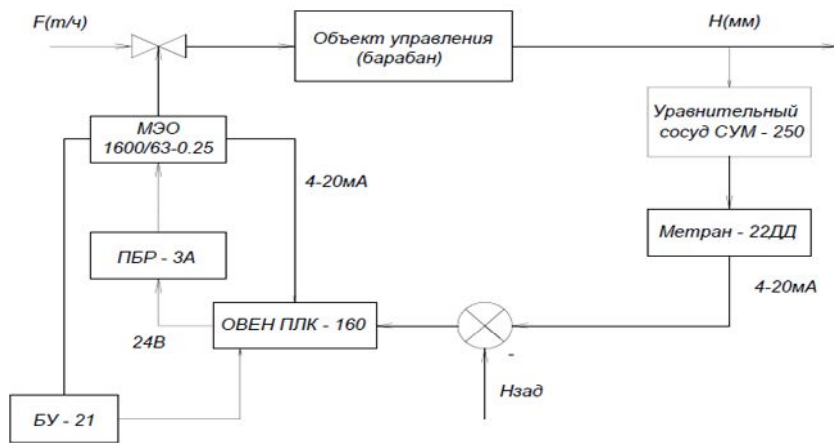 F(т/ч)
Объект управления
(барабан)
H(мм)
Уравнительный
сосуд СУМ - 250
МЭО
1600/63-0.25
4-20мА
ПБР - 3А
Метран - 22ДД
4-20мА
ОВЕН ПЛК - 160
24В
-
Hзад
БУ - 21